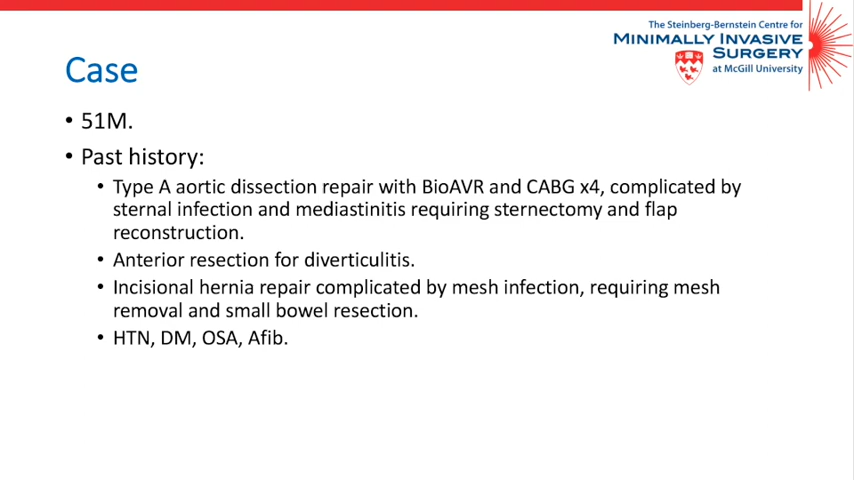 The Steinberg-Bernstein Centre for
MINIMALLY INVASIVE
SURGERY
at McGill University
Case
• 51M.
• Past history:
• Type A aortic dissection repair with BioAVR and CABG x4, complicated by
sternal infection and mediastinitis requiring sternectomy and flap
reconstruction.
• Anterior resection for diverticulitis.
• Incisional hernia repair complicated by mesh infection, requiring mesh
removal and small bowel resection.
• HTN, DM, OSA, Afib.